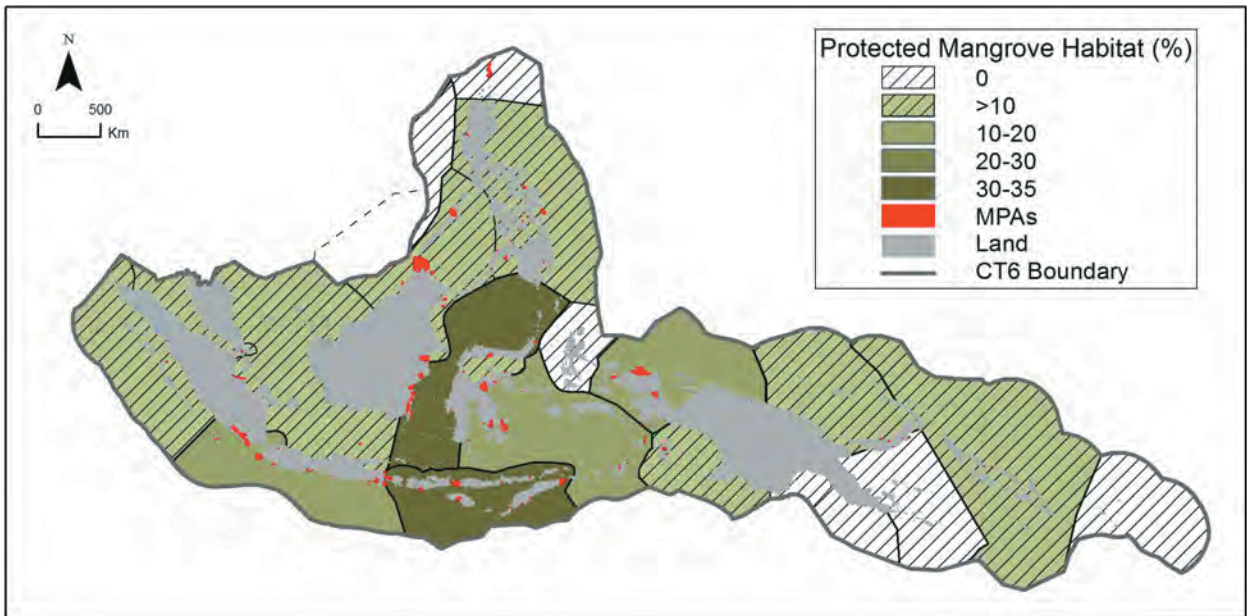 N
0 500
Km
Protected Mangrove Habitat (%)
0
>10
10-20
20-30
30-35
MPAs
Land
CT6 Boundary